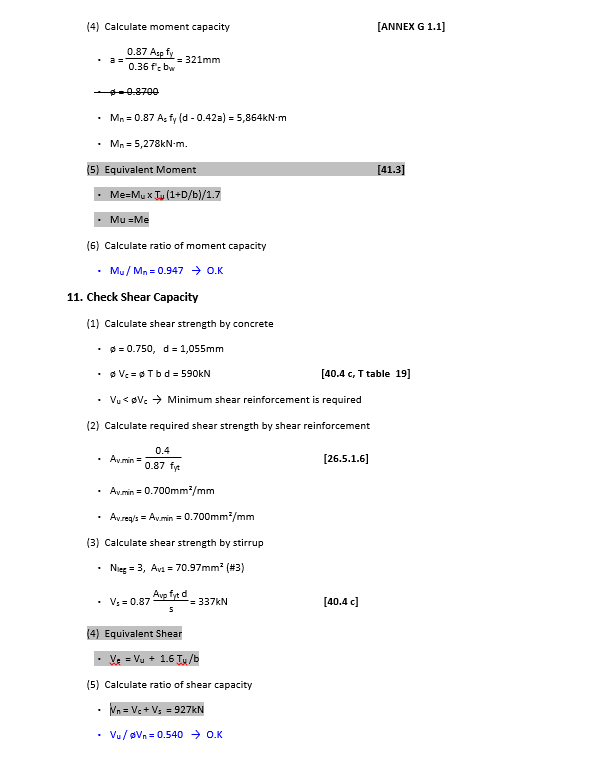 (4) Calculate moment capacity [ANNEX G 1.1]
• a = 0.87 Asp fy / 0.36 f'c bw = 321mm
• ø = 0.8700
• Mn = 0.87 As fy (d - 0.42a) = 5,864kN·m
• Mn = 5,278kN·m.
(5) Equivalent Moment [41.3]
• Me=Mu x Tu (1+D/b)/1.7
• Mu =Me
(6) Calculate ratio of moment capacity
• Mu / Mn = 0.947 → O.K
11. Check Shear Capacity
(1) Calculate shear strength by concrete
• ø = 0.750, d = 1,055mm
• ø Vc = ø T b d = 590kN [40.4 c, T table 19]
• Vu < øVc → Minimum shear reinforcement is required
(2) Calculate required shear strength by shear reinforcement
• Av.min = 0.4 / 0.87 fyt [26.5.1.6]
• Av.min = 0.700mm²/mm
• Av.req/s = Av.min = 0.700mm²/mm
(3) Calculate shear strength by stirrup
• Nleg = 3, Av1 = 70.97mm² (#3)
• Vs = 0.87 Avp fyt d / s = 337kN [40.4 c]
(4) Equivalent Shear
• Ve = Vu + 1.6 Tu /b
(5) Calculate ratio of shear capacity
• Vn = Vc + Vs = 927kN
• Vu / øVn = 0.540 → O.K